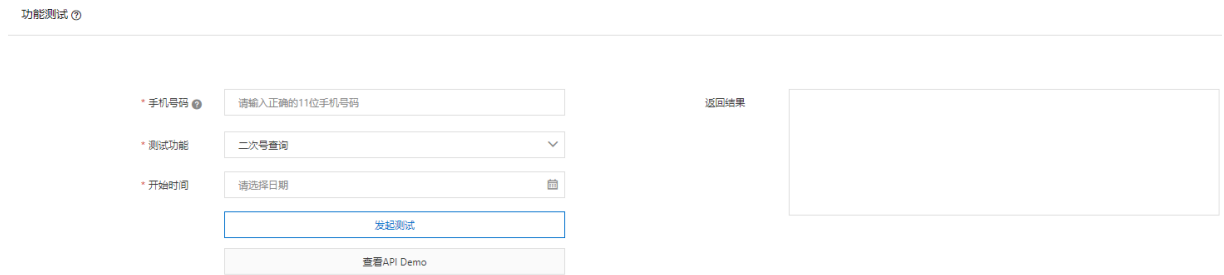 功能测试
* 手机号码
请输入正确的11位手机号码
* 测试功能
二次号查询
* 开始时间
请选择日期
发起测试
查看API Demo
返回结果